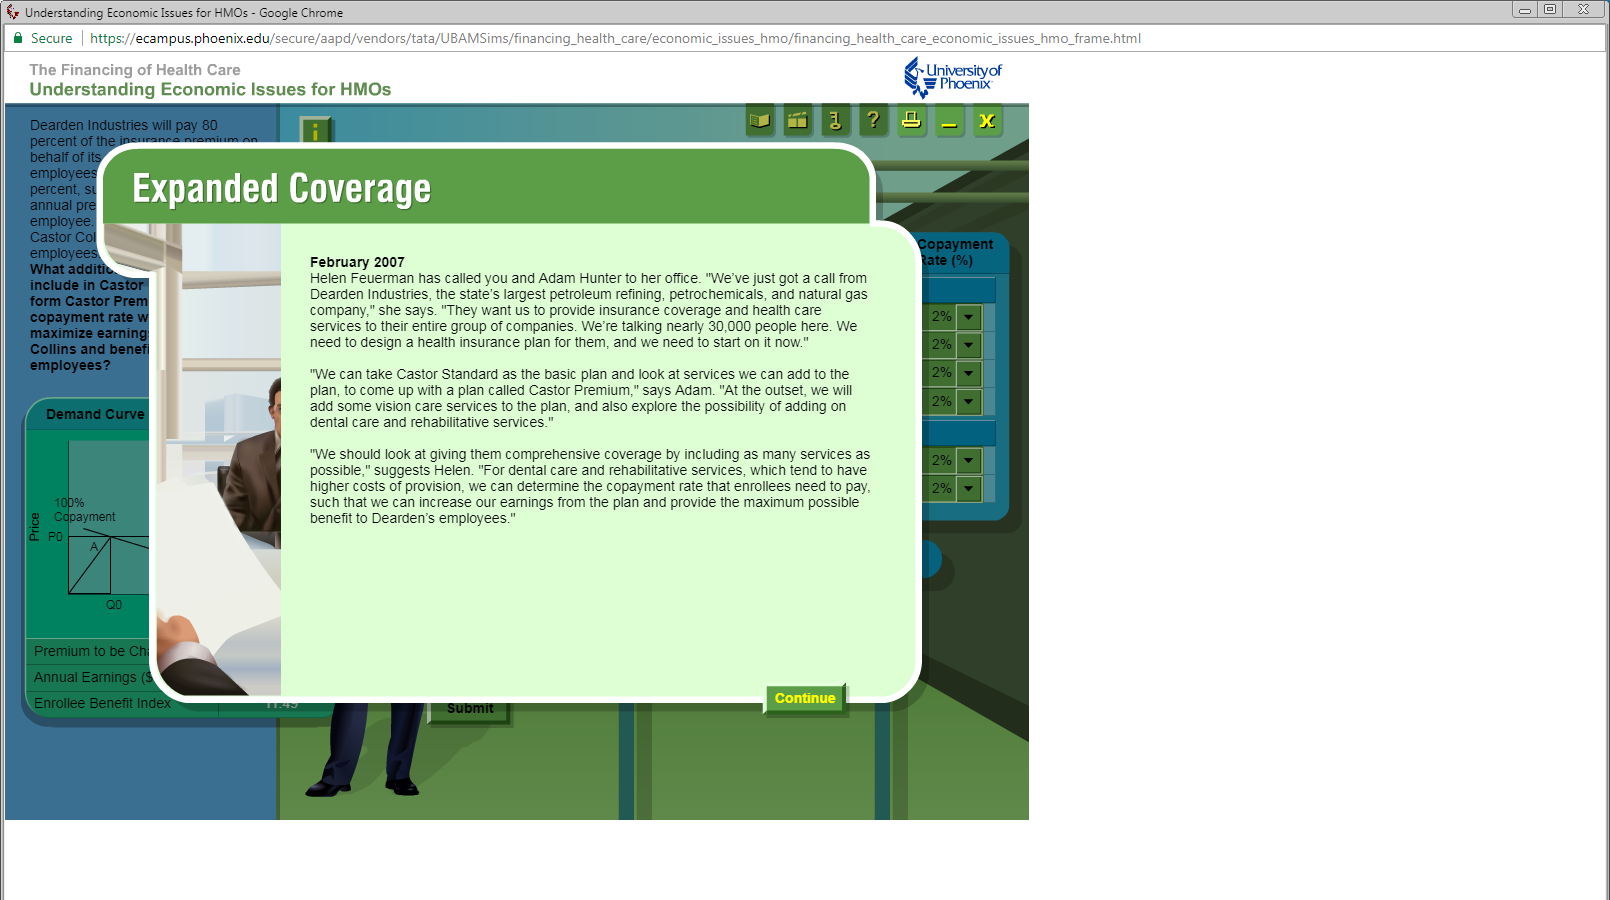 Understanding Economic Issues for HMOs - Google Chrome
Secure
https://ecampus.phoenix.edu/secure/aapd/vendors/tata/UBAMSims/financing_health_care/economic_issues_hmo/financing_health_care_economic_issues_hmo_frame.html
The Financing of Health Care
Understanding Economic Issues for HMOs
University of
Phoenix
Dearden Industries will pay 80
percent of the insurance premium on
behalf of its
employees
percent,
annual
employee.
Castor
employees
What
include in Castor
form Castor
copayment rate
maximize
Collins and
employees?
Expanded Coverage
February 2007
Helen Feuerman has called you and Adam Hunter to her office. "We've just got a call from
Dearden Industries, the state's largest petroleum refining, petrochemicals, and natural gas
company," she says. "They want us to provide insurance coverage and health care
services to their entire group of companies. We're talking nearly 30,000 people here. We
need to design a health insurance plan for them, and we need to start on it now."
"We can take Castor Standard as the basic plan and look at services we can add to the
plan, to come up with a plan called Castor Premium," says Adam. "At the outset, we will
add some vision care services to the plan, and also explore the possibility of adding on
dental care and rehabilitative services."
"We should look at giving them comprehensive coverage by including as many services as
possible," suggests Helen. "For dental care and rehabilitative services, which tend to have
higher costs of provision, we can determine the copayment rate that enrollees need to pay,
such that we can increase our earnings from the plan and provide the maximum possible
benefit to Dearden's employees."
Continue
Copayment
Rate (%)
2%
2%
2%
2%
2%
2%
Demand Curve
100%
Copayment
Price
P0
A
Q0
Premium to be
Annual Earnings
Enrollee Benefit Index
11.49
Submit